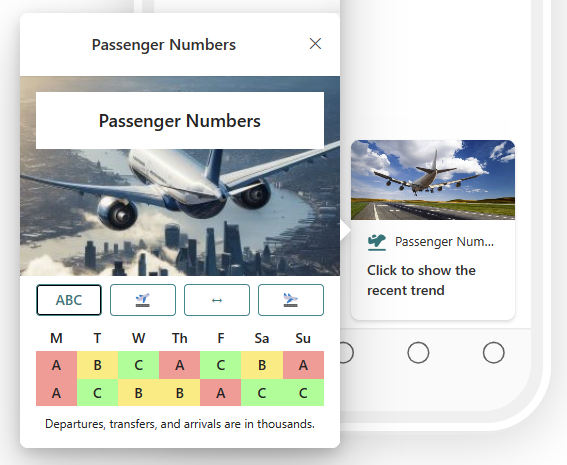 Passenger Numbers
Passenger Numbers
ABC
M T W Th F Sa Su
A B C A C B A
A C B B A C C
Departures, transfers, and arrivals are in thousands.
Passenger Num...
Click to show the
recent trend